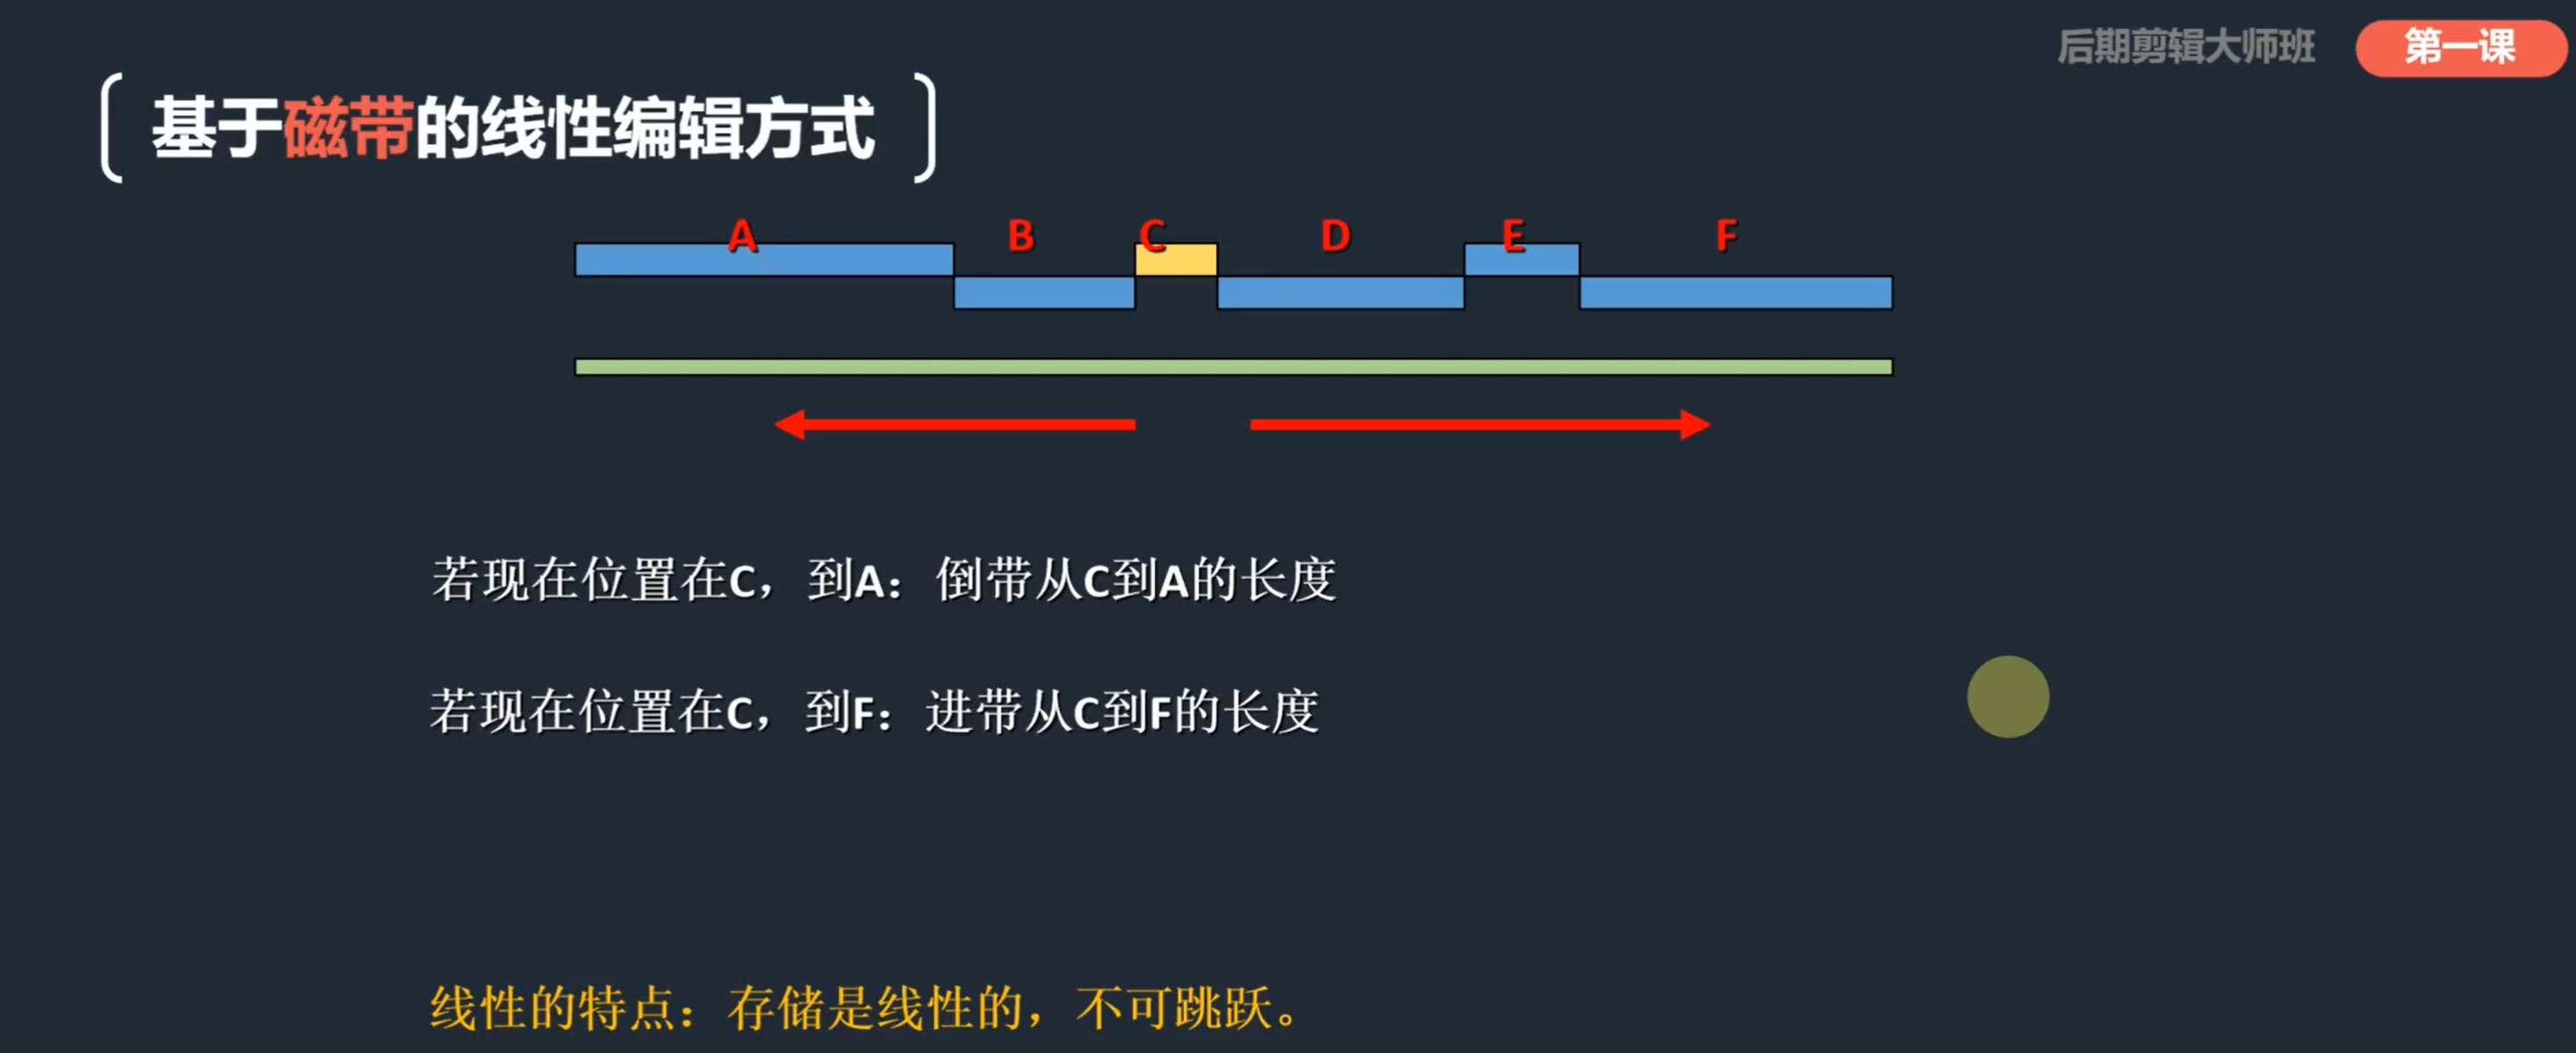 后期剪辑大师班 第一课
基于磁带的线性编辑方式
A B C D E F
若现在位置在C，到A：倒带从C到A的长度
若现在位置在C，到F：进带从C到F的长度
线性的特点：存储是线性的，不可跳跃。